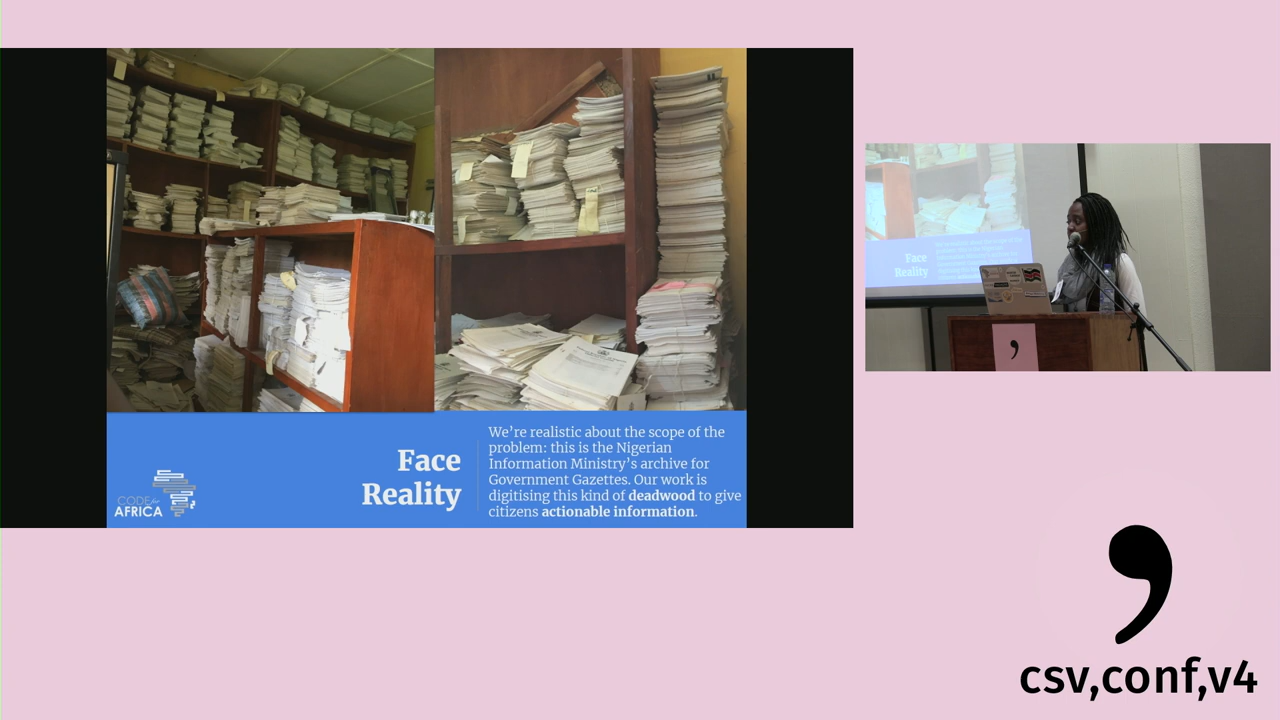 Face
Reality
We're realistic about the scope of the
problem: this is the Nigerian
Information Ministry's archive for
Government Gazettes. Our work is
digitising this kind of deadwood to give
citizens actionable information.
CODE for
AFRICA
Face
Reality
,
csv,conf,v4